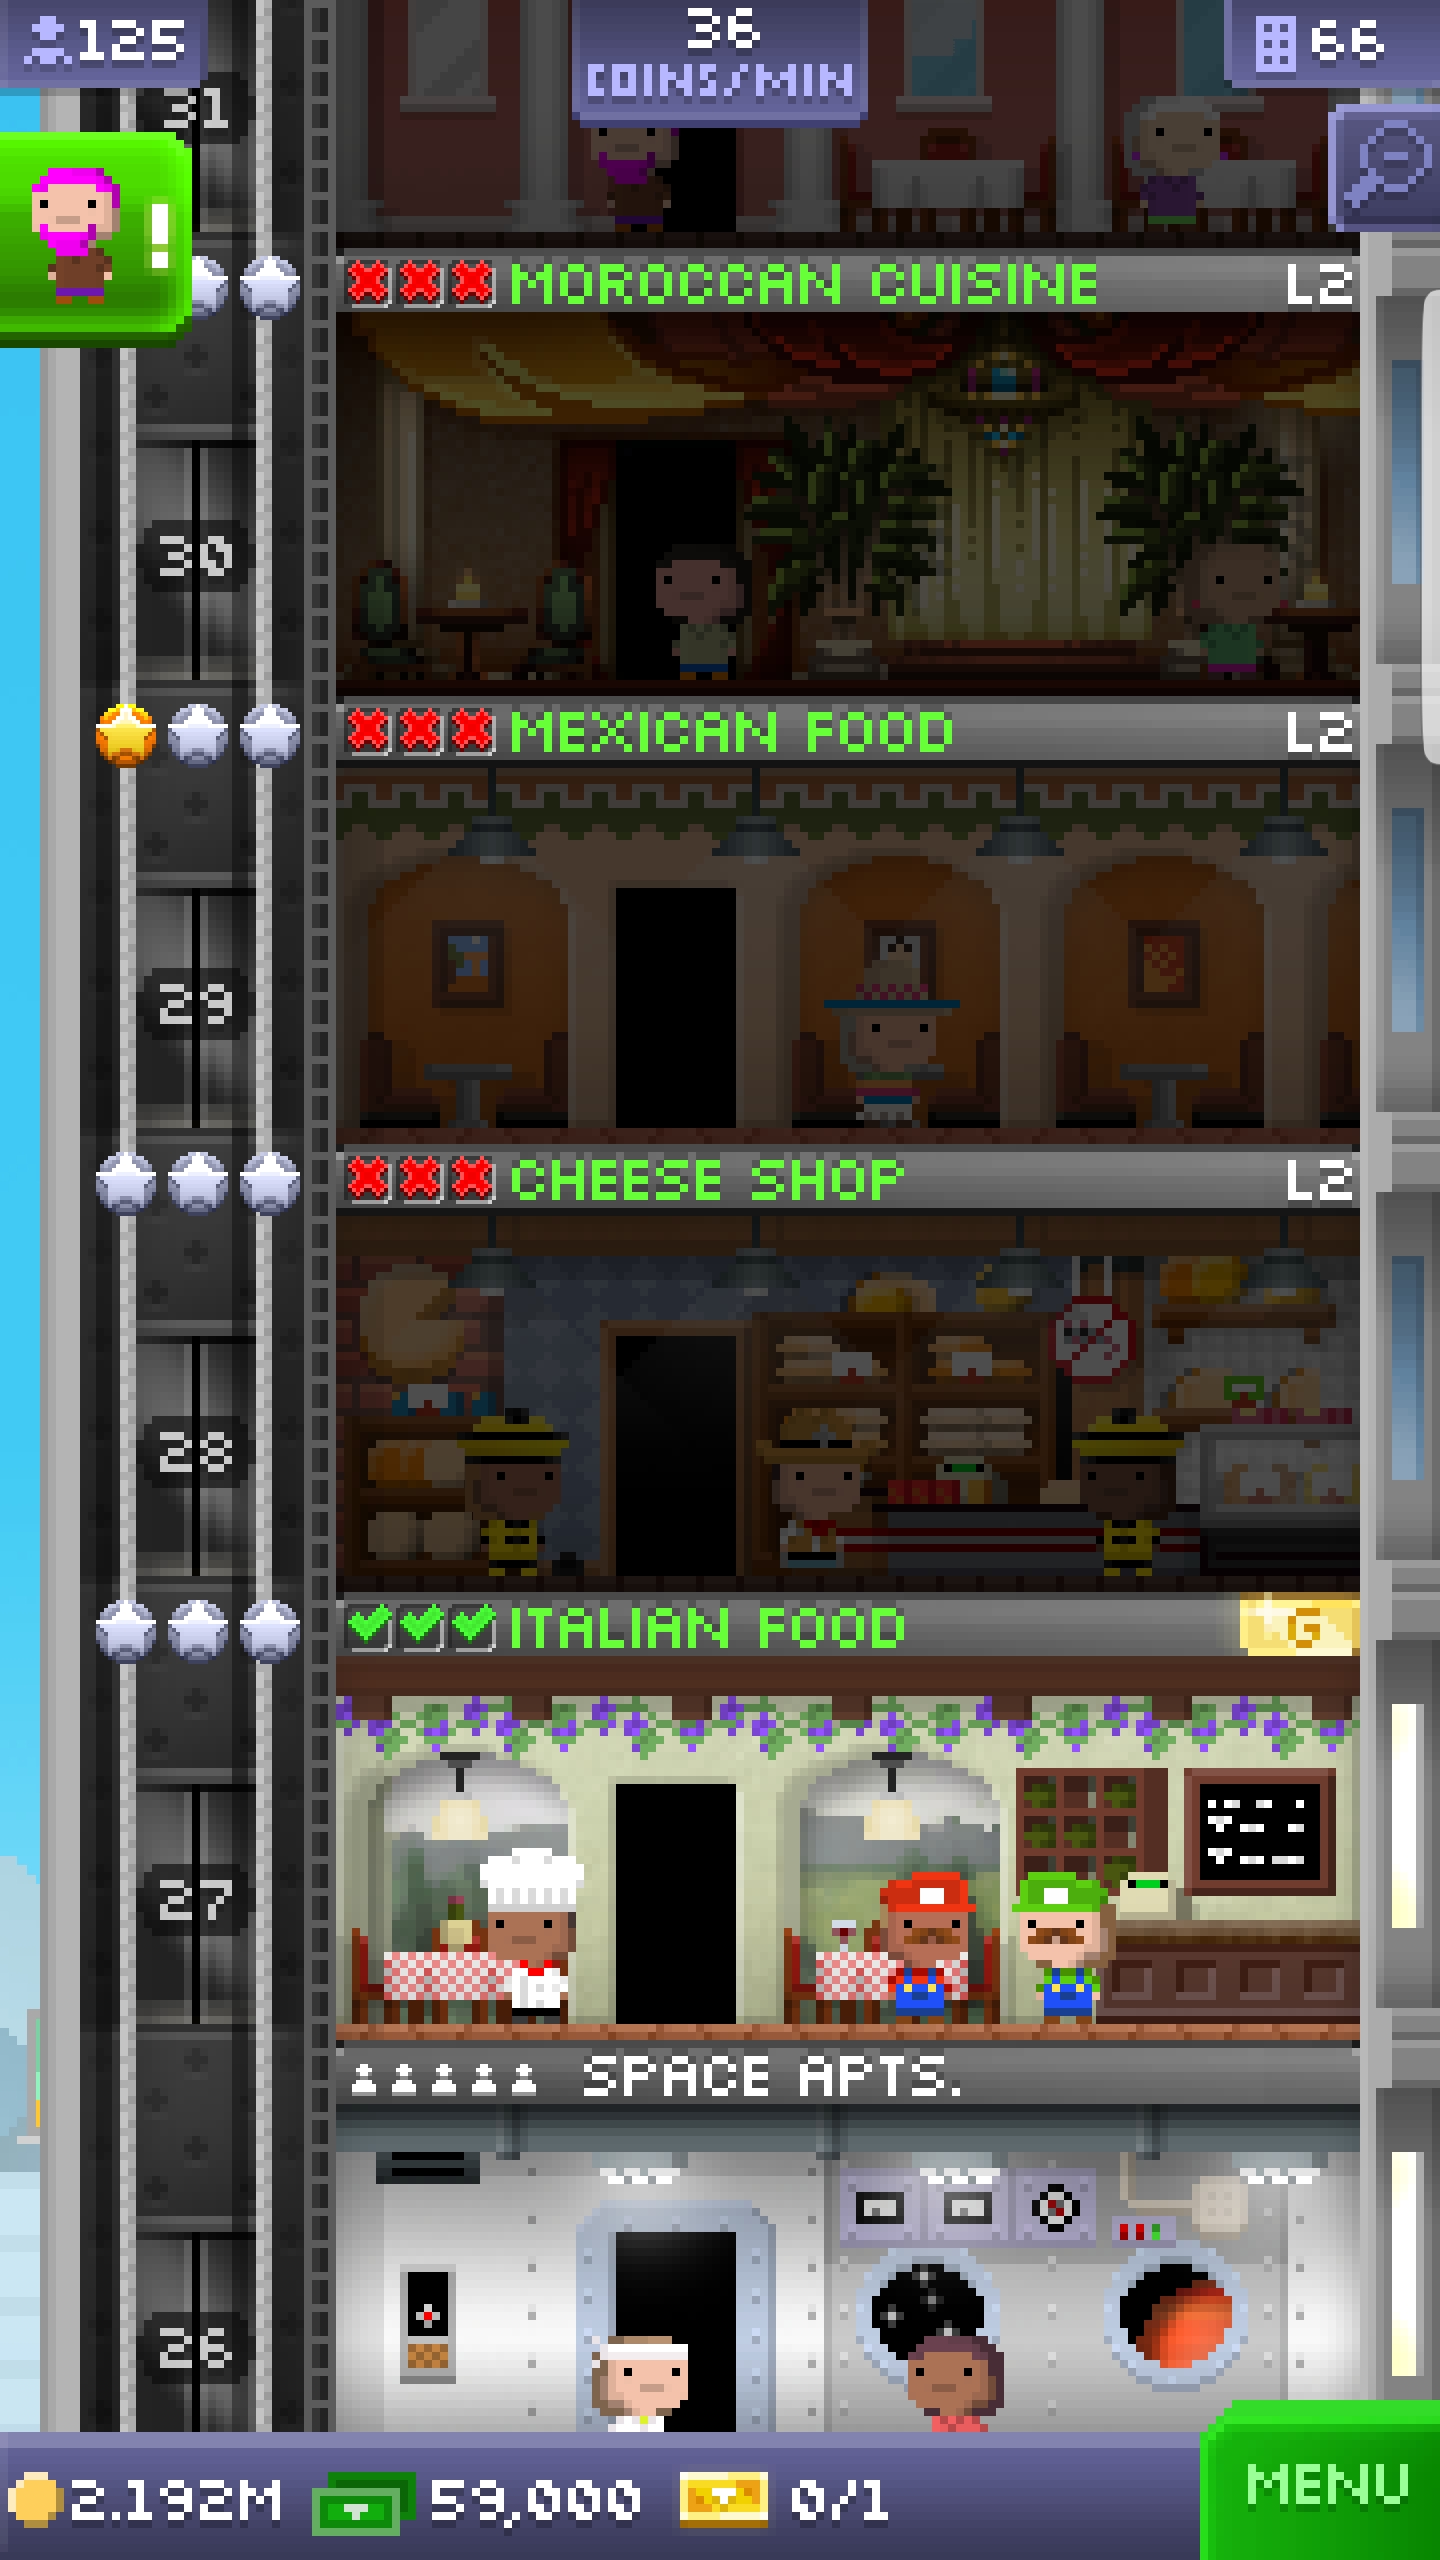 125
36
COINS/MIN
66
31
!
MOROCCAN CUISINE L2
30
MEXICAN FOOD L2
29
CHEESE SHOP L2
28
ITALIAN FOOD G
27
SPACE APTS.
26
2.192M 59,000 0/1
MENU